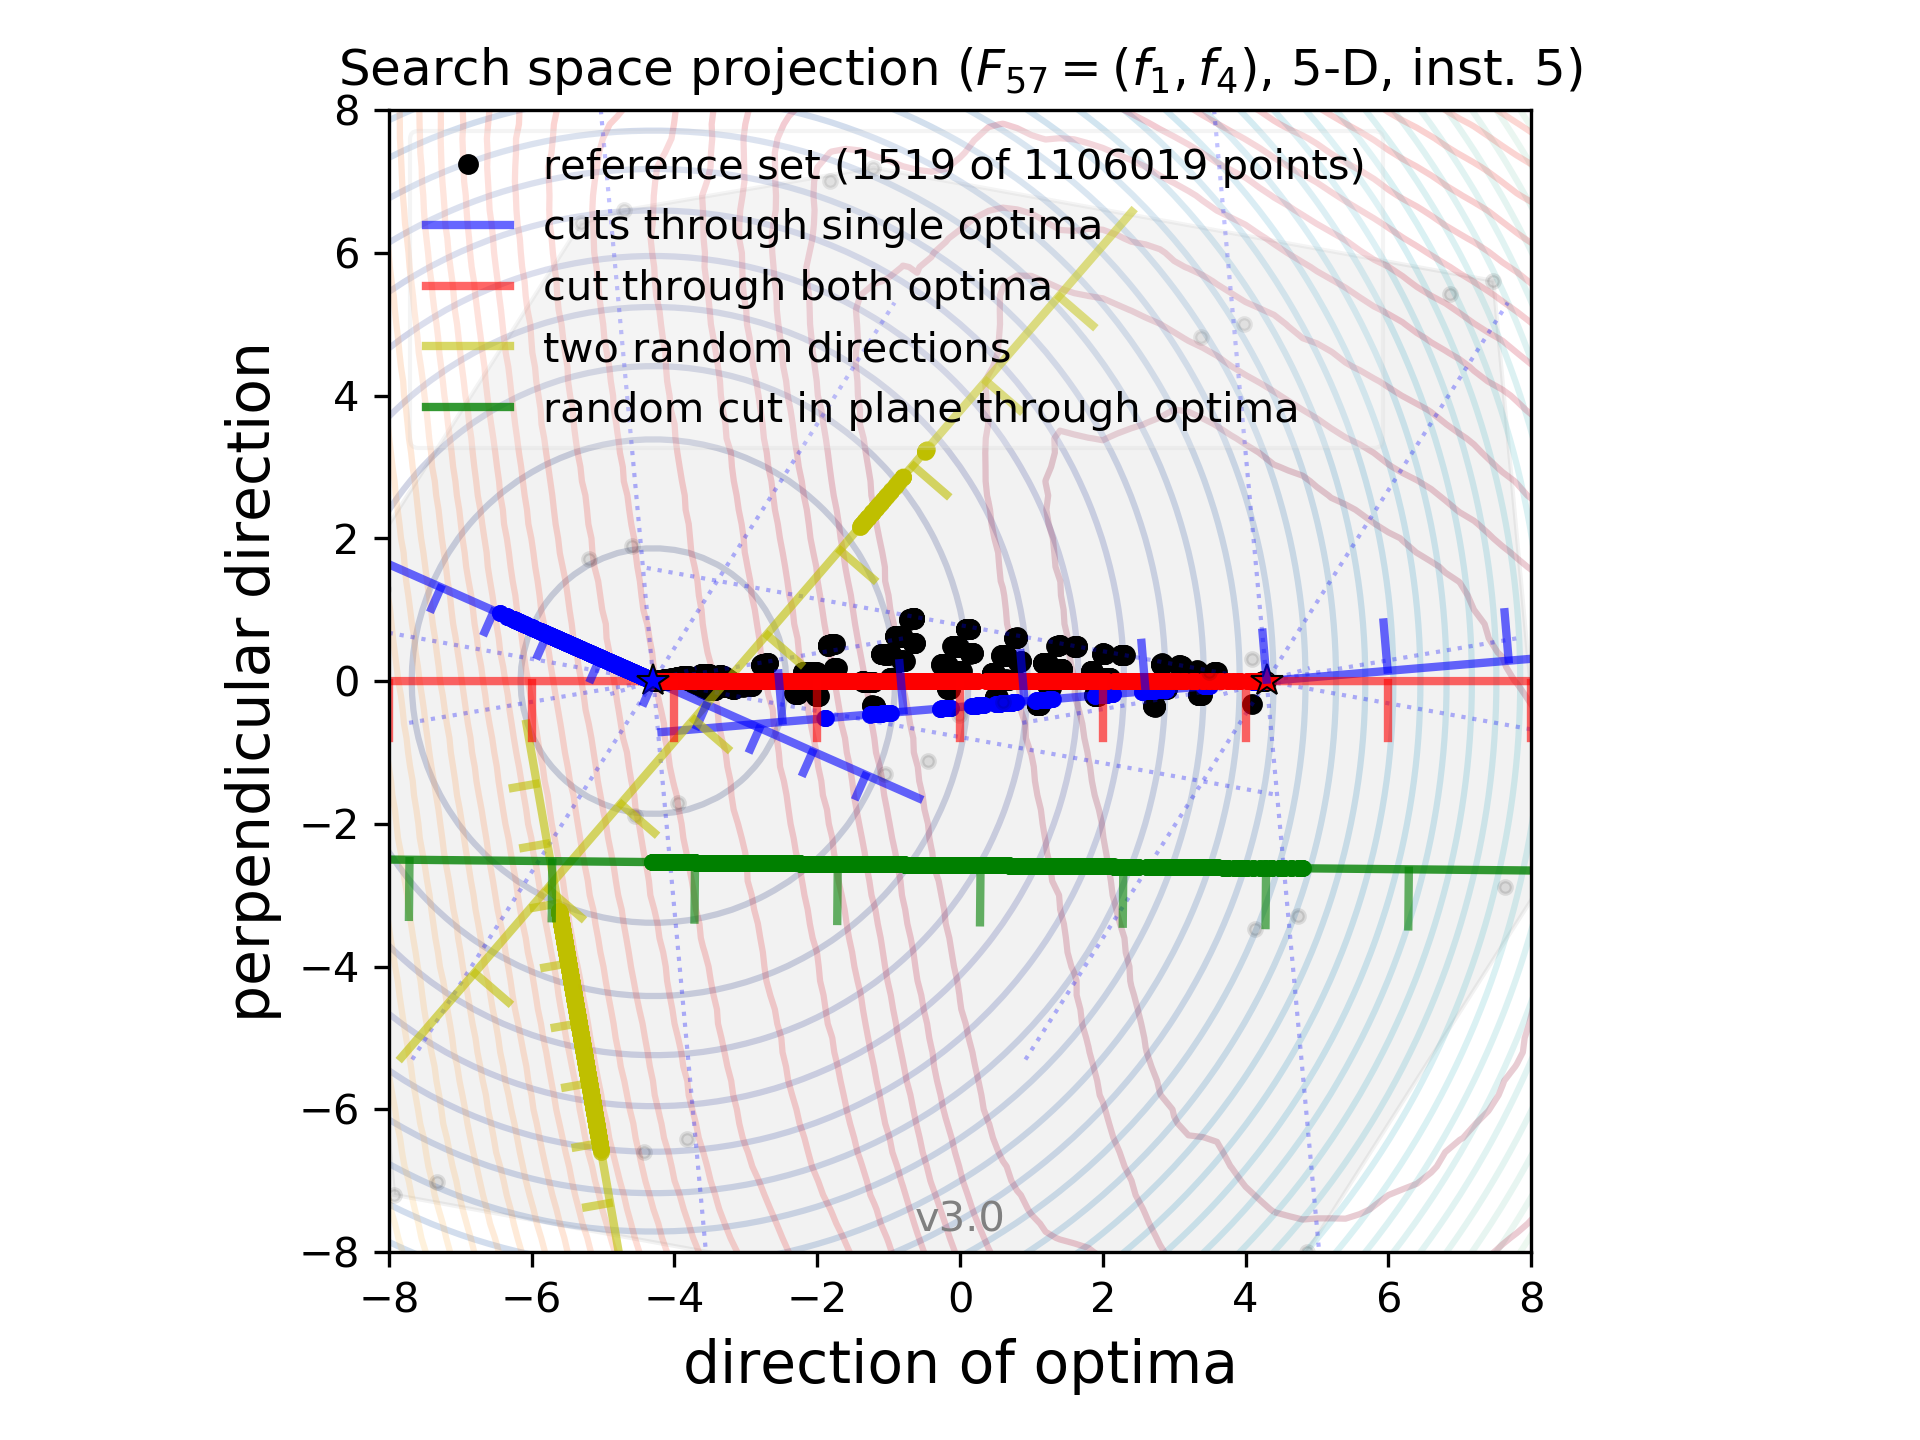 Search space projection (F57 = (f1, f4), 5-D, inst. 5)
8
6
4
2
0
−2
−4
−6
−8
perpendicular direction
reference set (1519 of 1106019 points)
cuts through single optima
cut through both optima
two random directions
random cut in plane through optima
v3.0
−8 −6 −4 −2 0 2 4 6 8
direction of optima